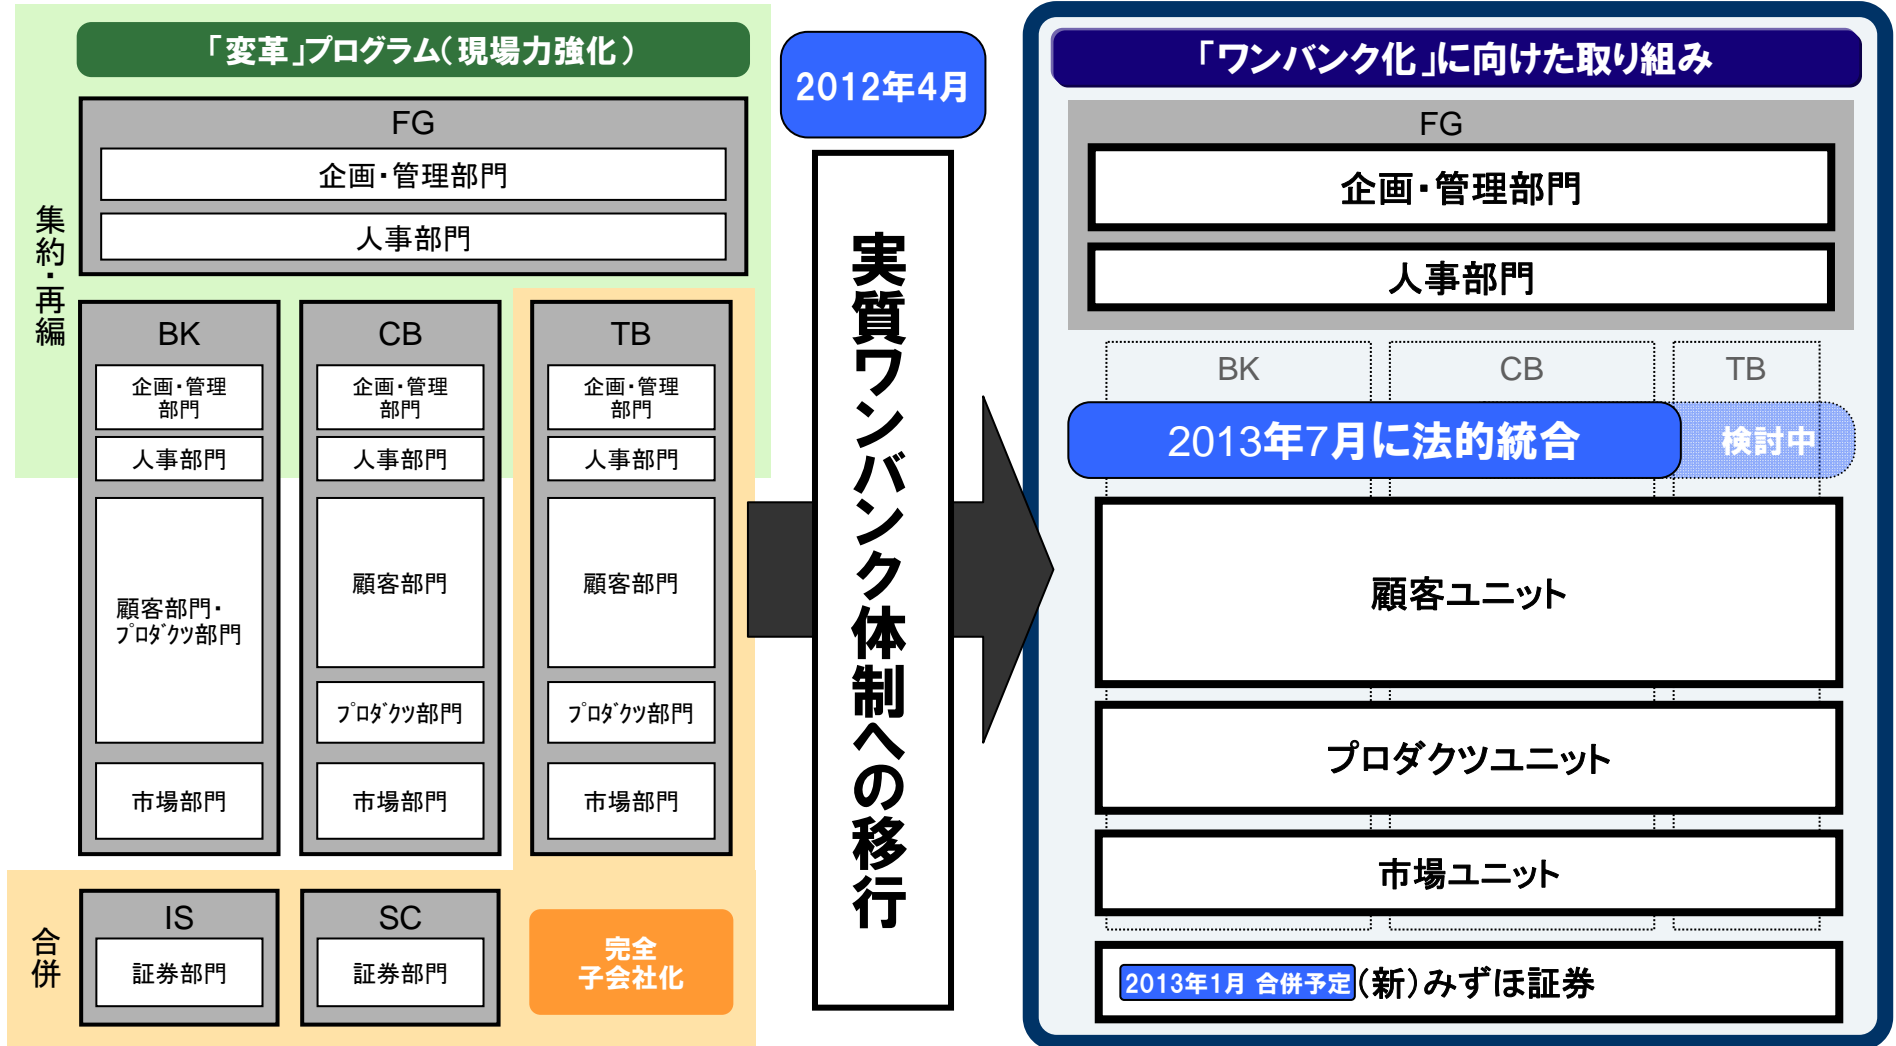 「変革」プログラム（現場力強化）
FG
企画・管理部門
人事部門
集約・再編
BK
企画・管理
部門
人事部門
顧客部門・
ﾌﾟﾛﾀﾞｸﾂ部門
市場部門
CB
企画・管理
部門
人事部門
顧客部門
ﾌﾟﾛﾀﾞｸﾂ部門
市場部門
TB
企画・管理
部門
人事部門
顧客部門
ﾌﾟﾛﾀﾞｸﾂ部門
市場部門
合併
IS
証券部門
SC
証券部門
完全
子会社化
2012年4月
実質ワンバンク体制への移行
「ワンバンク化」に向けた取り組み
FG
企画・管理部門
人事部門
BK
CB
TB
2013年7月に法的統合
検討中
顧客ユニット
プロダクツユニット
市場ユニット
2013年1月 合併予定（新）みずほ証券